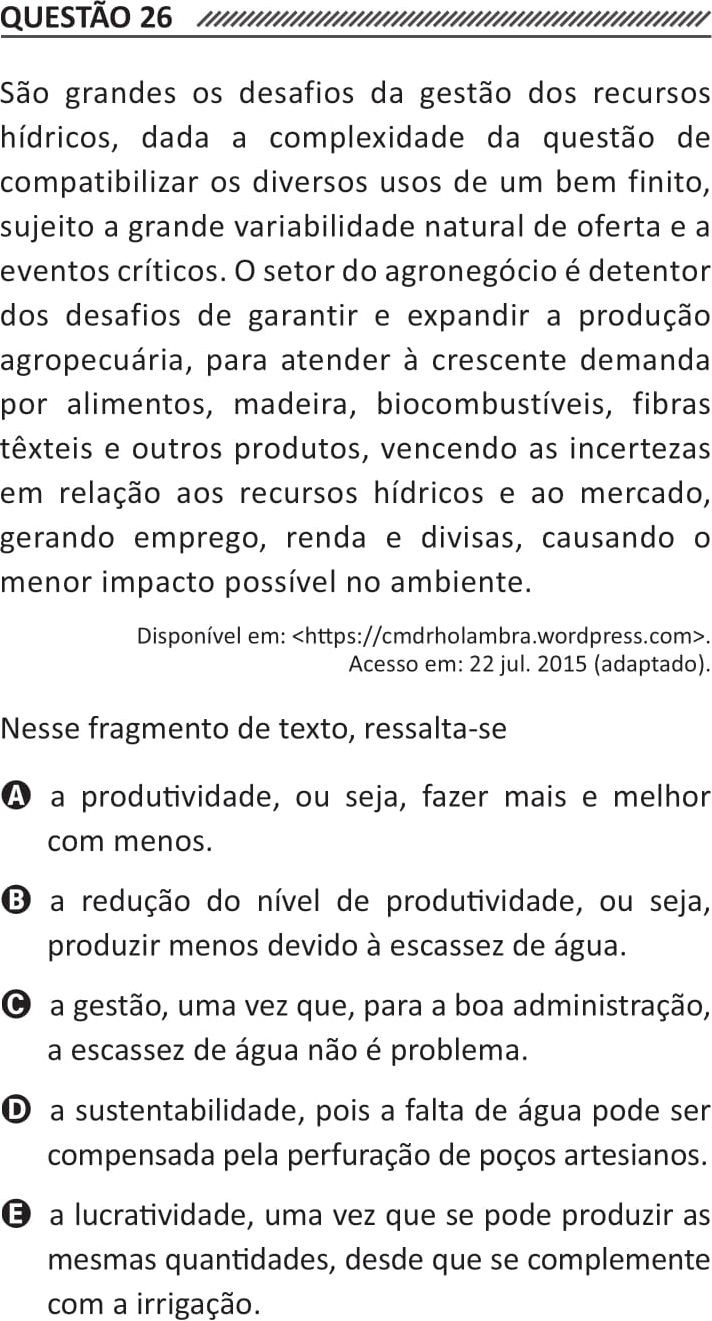 QUESTÃO 26
São grandes os desafios da gestão dos recursos
hídricos, dada a complexidade da questão de
compatibilizar os diversos usos de um bem finito,
sujeito a grande variabilidade natural de oferta e a
eventos críticos. O setor do agronegócio é detentor
dos desafios de garantir e expandir a produção
agropecuária, para atender à crescente demanda
por alimentos, madeira, biocombustíveis, fibras
têxteis e outros produtos, vencendo as incertezas
em relação aos recursos hídricos e ao mercado,
gerando emprego, renda e divisas, causando o
menor impacto possível no ambiente.
Disponível em: <https://cmdrholambra.wordpress.com>.
Acesso em: 22 jul. 2015 (adaptado).
Nesse fragmento de texto, ressalta-se
A a produtividade, ou seja, fazer mais e melhor
com menos.
B a redução do nível de produtividade, ou seja,
produzir menos devido à escassez de água.
C a gestão, uma vez que, para a boa administração,
a escassez de água não é problema.
D a sustentabilidade, pois a falta de água pode ser
compensada pela perfuração de poços artesianos.
E a lucratividade, uma vez que se pode produzir as
mesmas quantidades, desde que se complemente
com a irrigação.